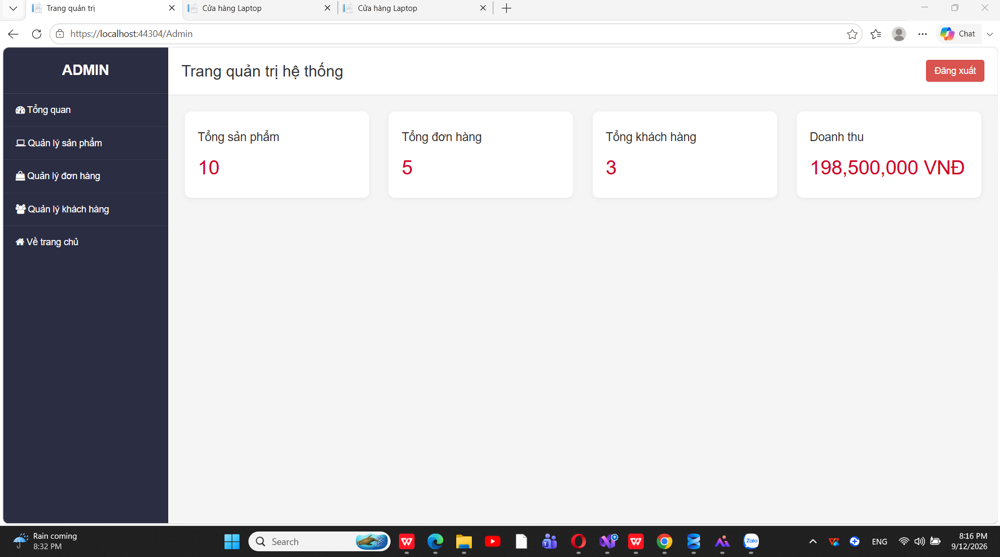 Trang quản trị
Cửa hàng Laptop
Cửa hàng Laptop
https://localhost:44304/Admin
Chat
ADMIN
Tổng quan
Quản lý sản phẩm
Quản lý đơn hàng
Quản lý khách hàng
Về trang chủ
Trang quản trị hệ thống
Đăng xuất
Tổng sản phẩm
10
Tổng đơn hàng
5
Tổng khách hàng
3
Doanh thu
198,500,000 VNĐ
Rain coming
8:32 PM
Search
Zalo
ENG
8:16 PM
9/12/2026